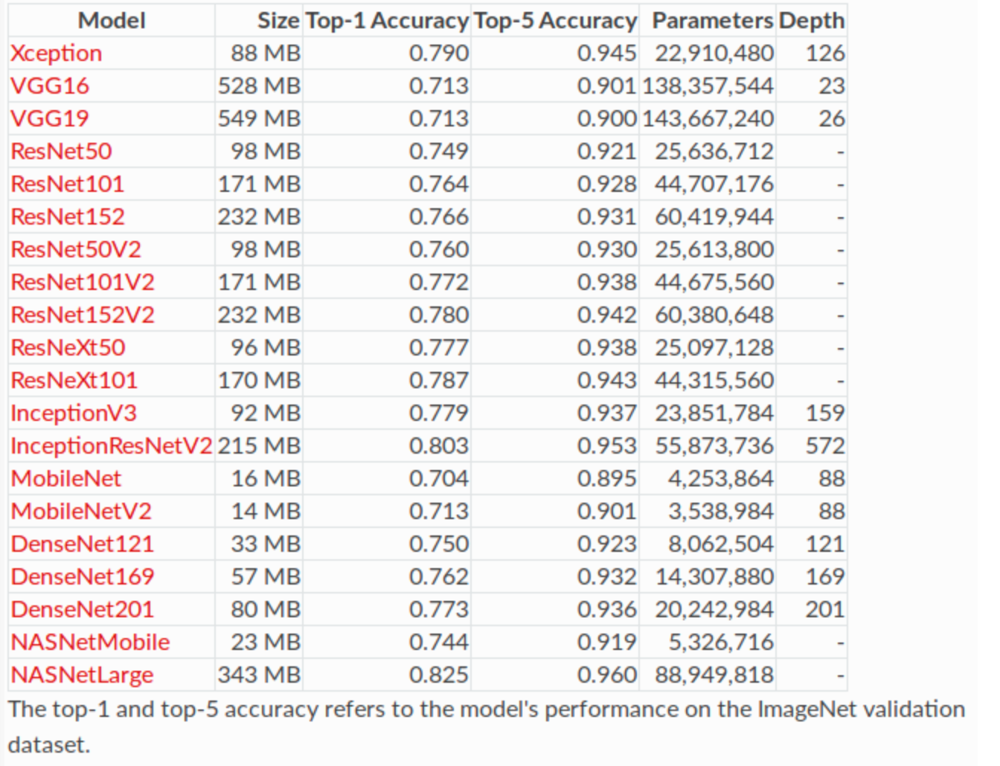 Model Size Top-1 Accuracy Top-5 Accuracy Parameters Depth
Xception 88 MB 0.790 0.945 22,910,480 126
VGG16 528 MB 0.713 0.901 138,357,544 23
VGG19 549 MB 0.713 0.900 143,667,240 26
ResNet50 98 MB 0.749 0.921 25,636,712 -
ResNet101 171 MB 0.764 0.928 44,707,176 -
ResNet152 232 MB 0.766 0.931 60,419,944 -
ResNet50V2 98 MB 0.760 0.930 25,613,800 -
ResNet101V2 171 MB 0.772 0.938 44,675,560 -
ResNet152V2 232 MB 0.780 0.942 60,380,648 -
ResNeXt50 96 MB 0.777 0.938 25,097,128 -
ResNeXt101 170 MB 0.787 0.943 44,315,560 -
InceptionV3 92 MB 0.779 0.937 23,851,784 159
InceptionResNetV2 215 MB 0.803 0.953 55,873,736 572
MobileNet 16 MB 0.704 0.895 4,253,864 88
MobileNetV2 14 MB 0.713 0.901 3,538,984 88
DenseNet121 33 MB 0.750 0.923 8,062,504 121
DenseNet169 57 MB 0.762 0.932 14,307,880 169
DenseNet201 80 MB 0.773 0.936 20,242,984 201
NASNetMobile 23 MB 0.744 0.919 5,326,716 -
NASNetLarge 343 MB 0.825 0.960 88,949,818 -
The top-1 and top-5 accuracy refers to the model's performance on the ImageNet validation
dataset.